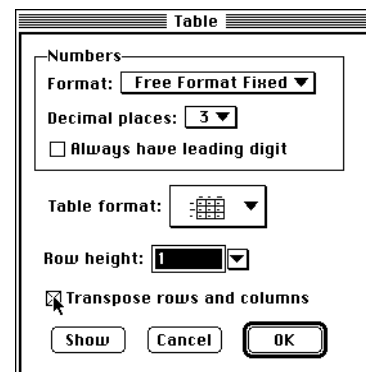 Table
Numbers
Format: Free Format Fixed
Decimal places: 3
Always have leading digit
Table format:
Row height: 1
Transpose rows and columns
Show Cancel OK